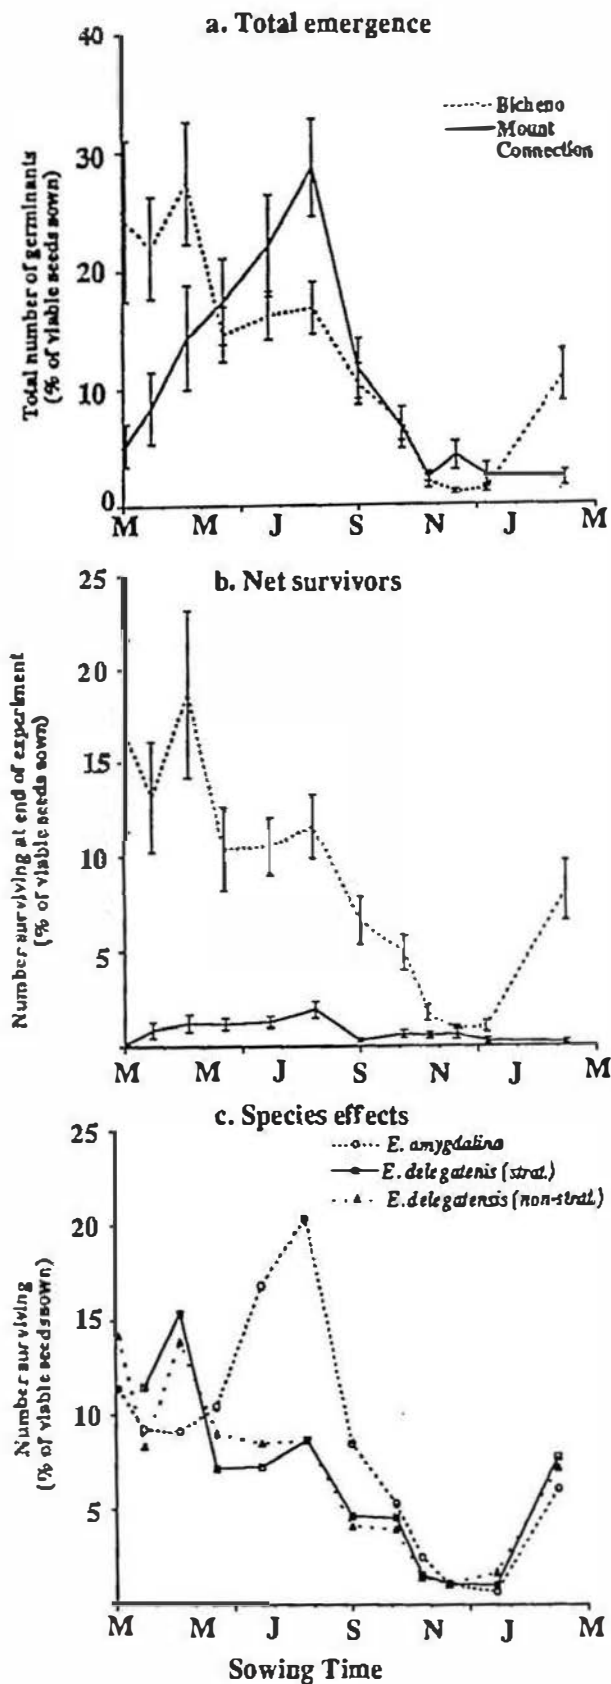 a. Total emergence
40
30
20
10
0
Total number of germinants
(% of viable seeds sown)
Bicheno
Mount
Connection
M M J S N J M
b. Net survivors
25
20
15
10
5
Number surviving at end of experiment
(% of viable seeds sown)
M M J S N J M
c. Species effects
25
20
15
10
5
Number surviving
(% of viable seeds sown)
E. amygdalina
E. delegatenis (strat.)
E. delegatensis (non-strat.)
M M J S N J M
Sowing Time